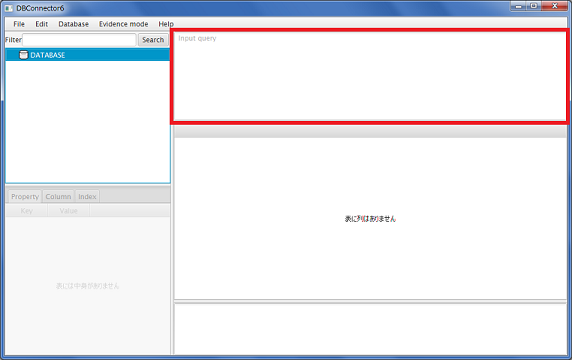 DBConnector6
File Edit Database Evidence mode Help
Filter Search
Input query
DATABASE
Property Column Index
Key Value
表に列はありません
表には中身がありません